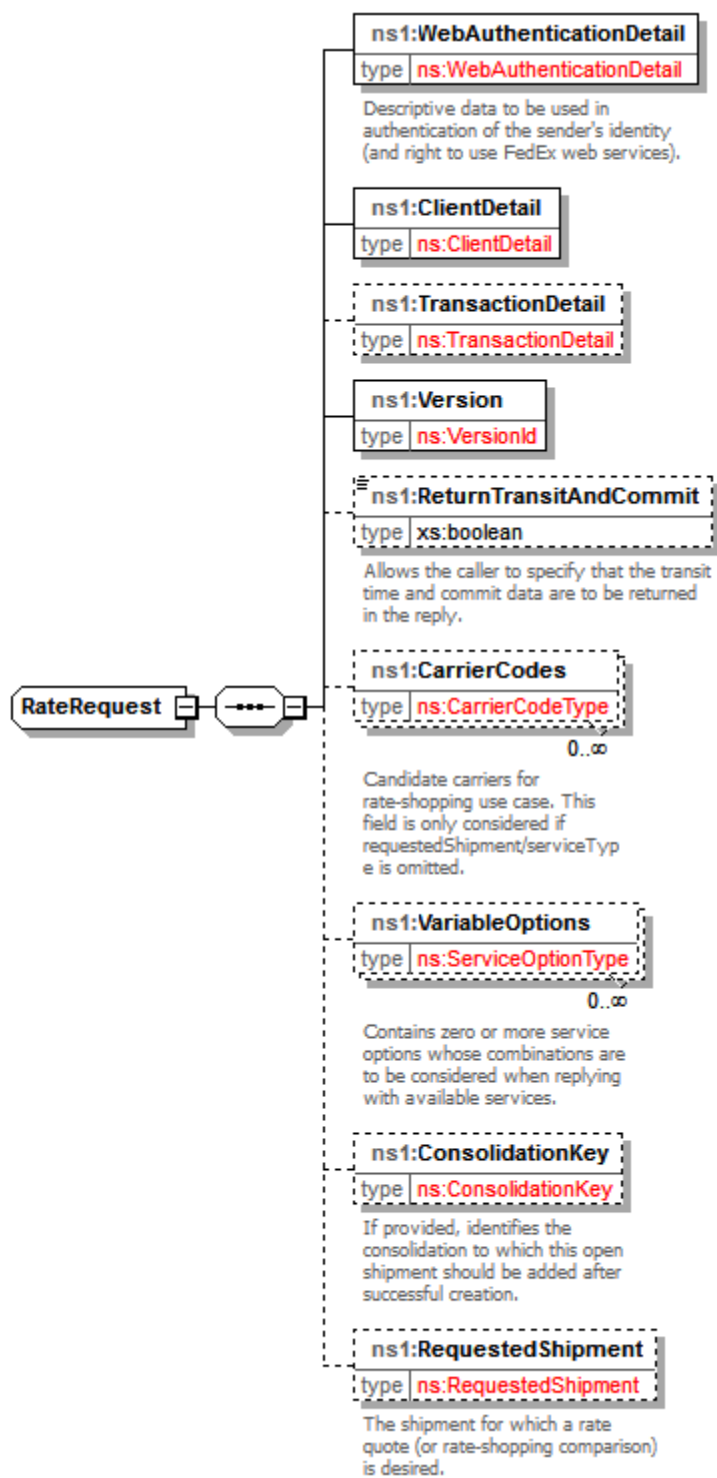 ns1:WebAuthenticationDetail
type ns:WebAuthenticationDetail
Descriptive data to be used in
authentication of the sender's identity
(and right to use FedEx web services).
ns1:ClientDetail
type ns:ClientDetail
ns1:TransactionDetail
type ns:TransactionDetail
ns1:Version
type ns:VersionId
ns1:ReturnTransitAndCommit
type xs:boolean
Allows the caller to specify that the transit
time and commit data are to be returned
in the reply.
RateRequest
ns1:CarrierCodes
type ns:CarrierCodeType
0..∞
Candidate carriers for
rate-shopping use case. This
field is only considered if
requestedShipment/serviceTyp
e is omitted.
ns1:VariableOptions
type ns:ServiceOptionType
0..∞
Contains zero or more service
options whose combinations are
to be considered when replying
with available services.
ns1:ConsolidationKey
type ns:ConsolidationKey
If provided, identifies the
consolidation to which this open
shipment should be added after
successful creation.
ns1:RequestedShipment
type ns:RequestedShipment
The shipment for which a rate
quote (or rate-shopping comparison)
is desired.